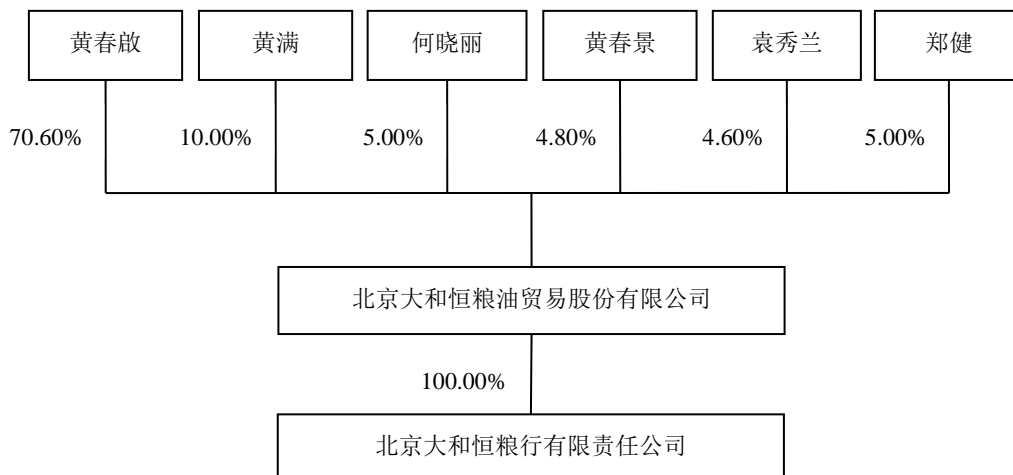 黄春啟 黄满 何晓丽 黄春景 袁秀兰 郑健
70.60% 10.00% 5.00% 4.80% 4.60% 5.00%
北京大和恒粮油贸易股份有限公司
100.00%
北京大和恒粮行有限责任公司